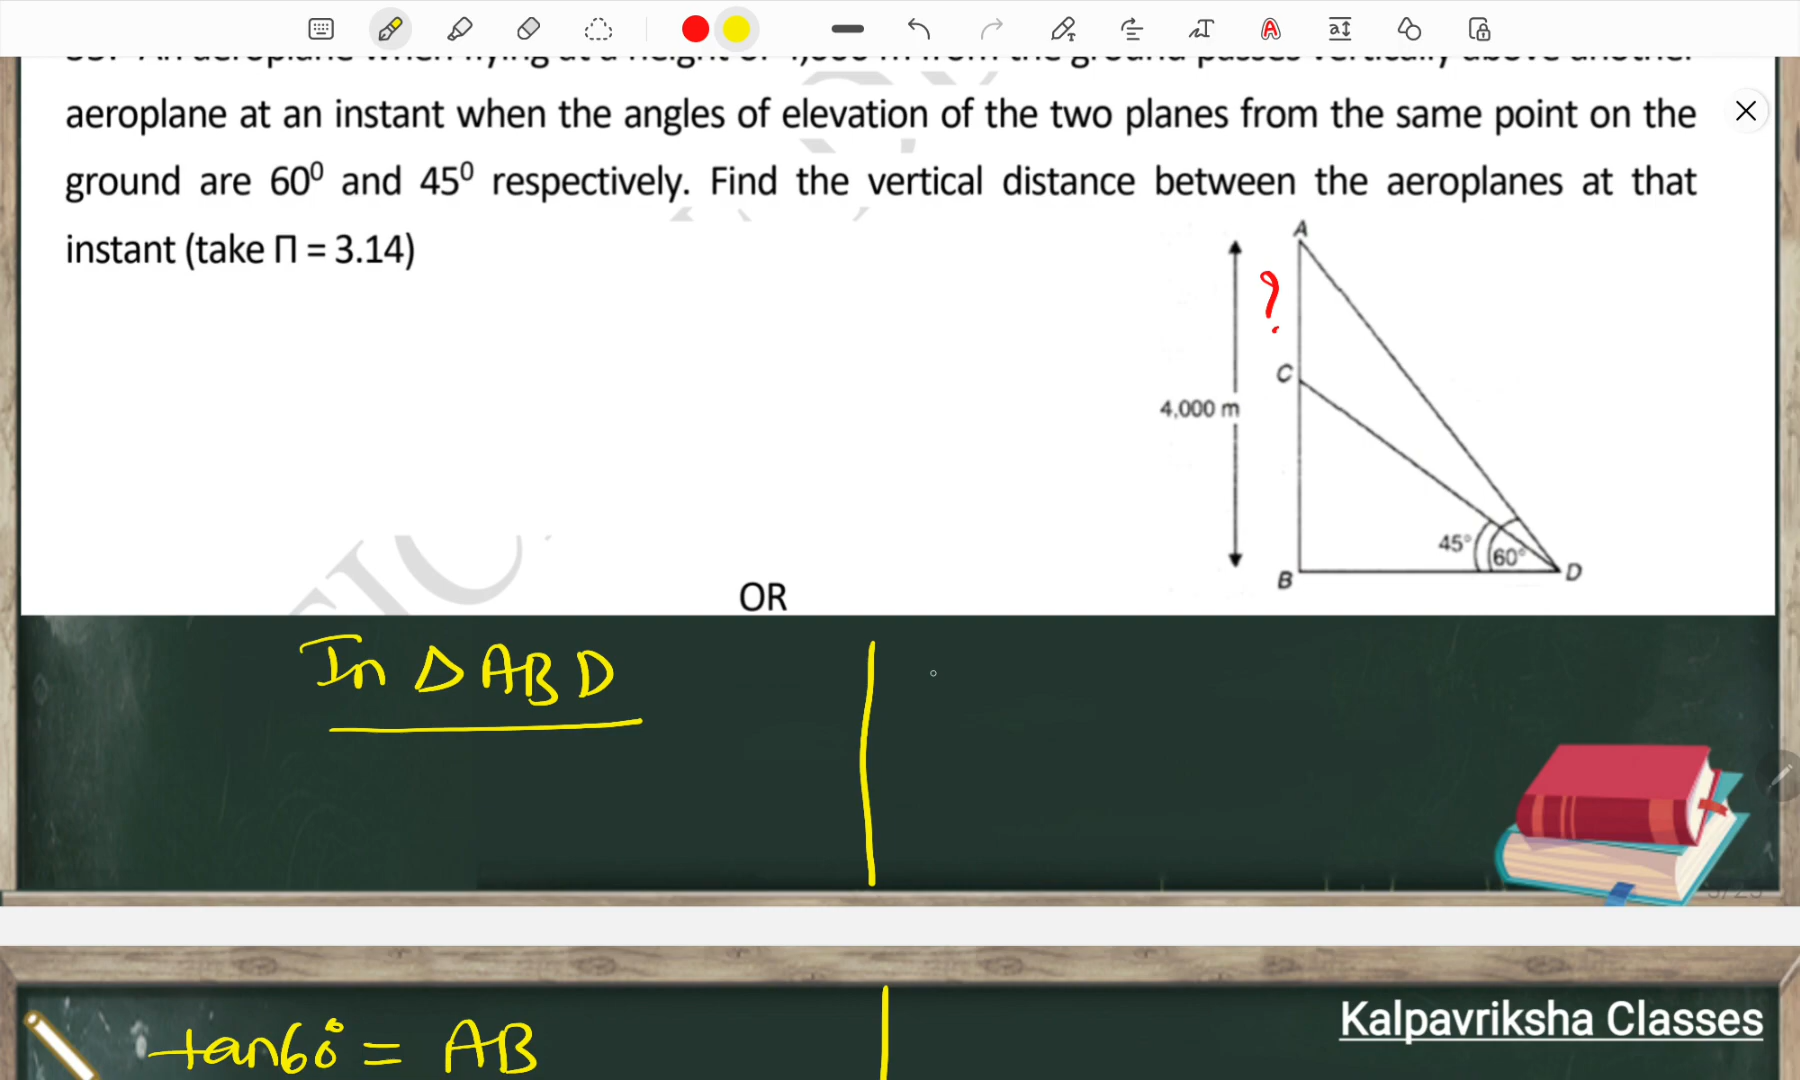 aeroplane at an instant when the angles of elevation of the two planes from the same point on the
ground are 60⁰ and 45⁰ respectively. Find the vertical distance between the aeroplanes at that
instant (take Π = 3.14)
A
?
C
4,000 m
45°
60°
B
D
OR
In Δ ABD
tan60° = AB
Kalpavriksha Classes